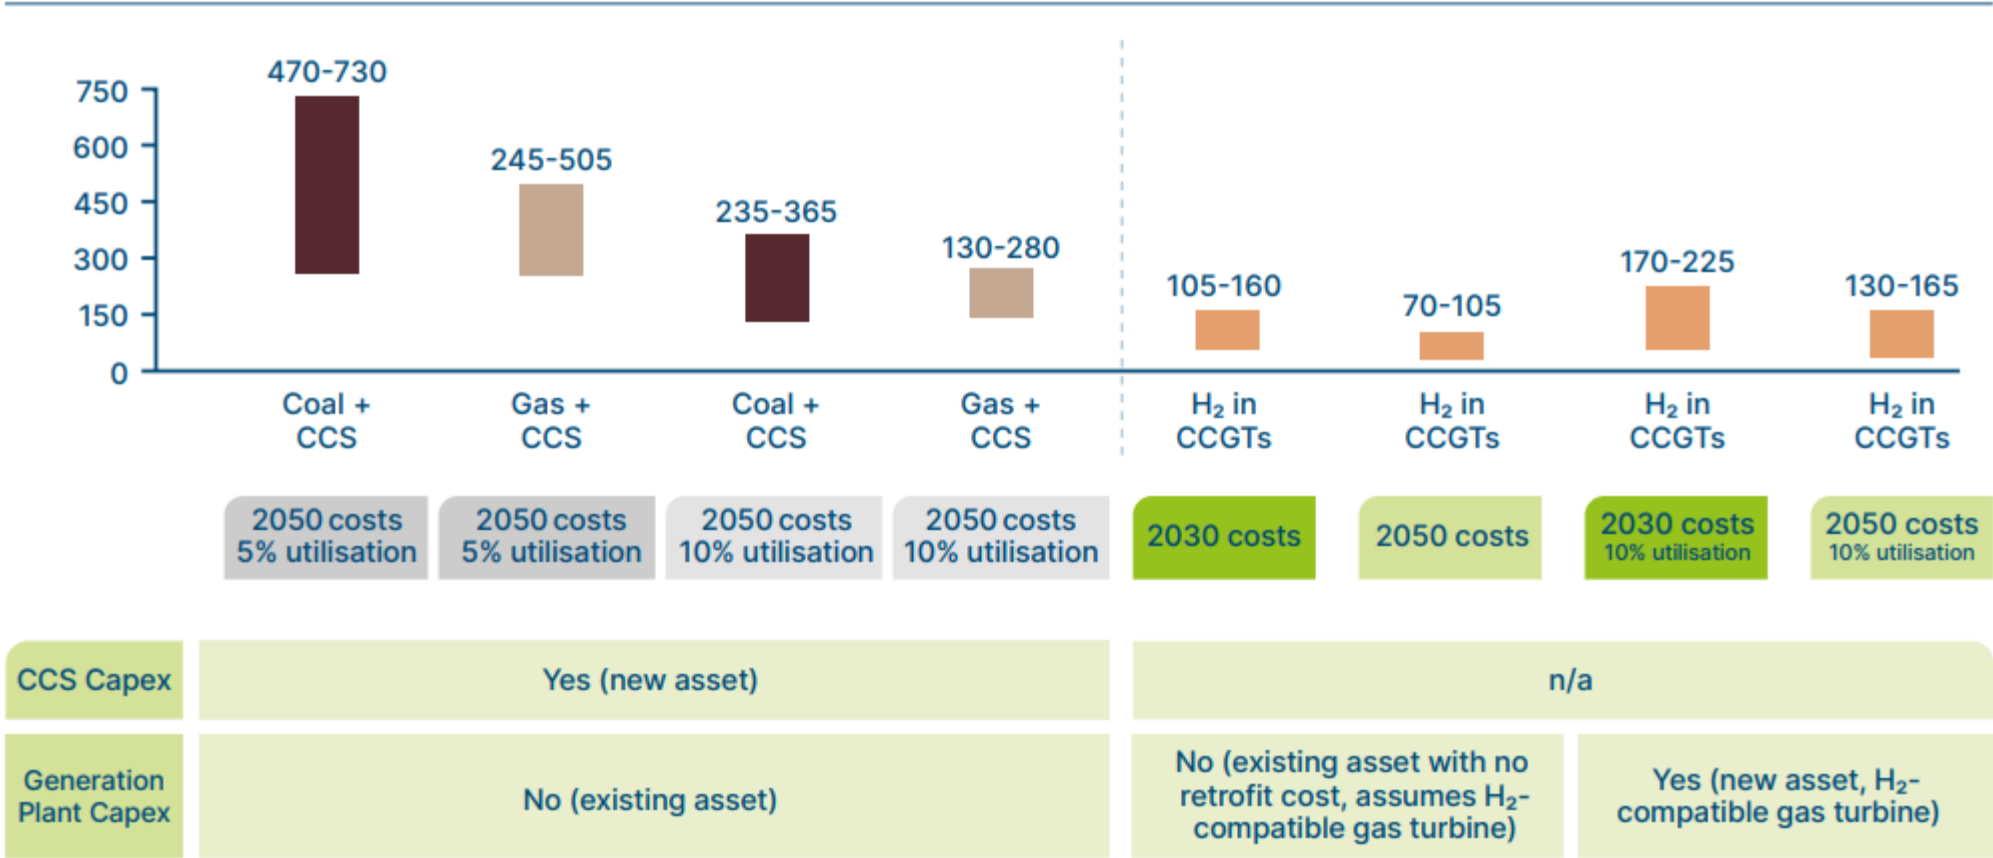 470-730
750
600
245-505
450
235-365
130-280
300
170-225
105-160
130-165
70-105
150
0
Coal +
CCS
Gas +
CCS
Coal +
CCS
Gas +
CCS
H₂ in
CCGTs
H₂ in
CCGTs
H₂ in
CCGTs
H₂ in
CCGTs
2050 costs
5% utilisation
2050 costs
5% utilisation
2050 costs
10% utilisation
2050 costs
10% utilisation
2030 costs
2050 costs
2030 costs
10% utilisation
2050 costs
10% utilisation
CCS Capex
Yes (new asset)
n/a
Generation
Plant Capex
No (existing asset)
No (existing asset with no
retrofit cost, assumes H₂-
compatible gas turbine)
Yes (new asset, H₂-
compatible gas turbine)